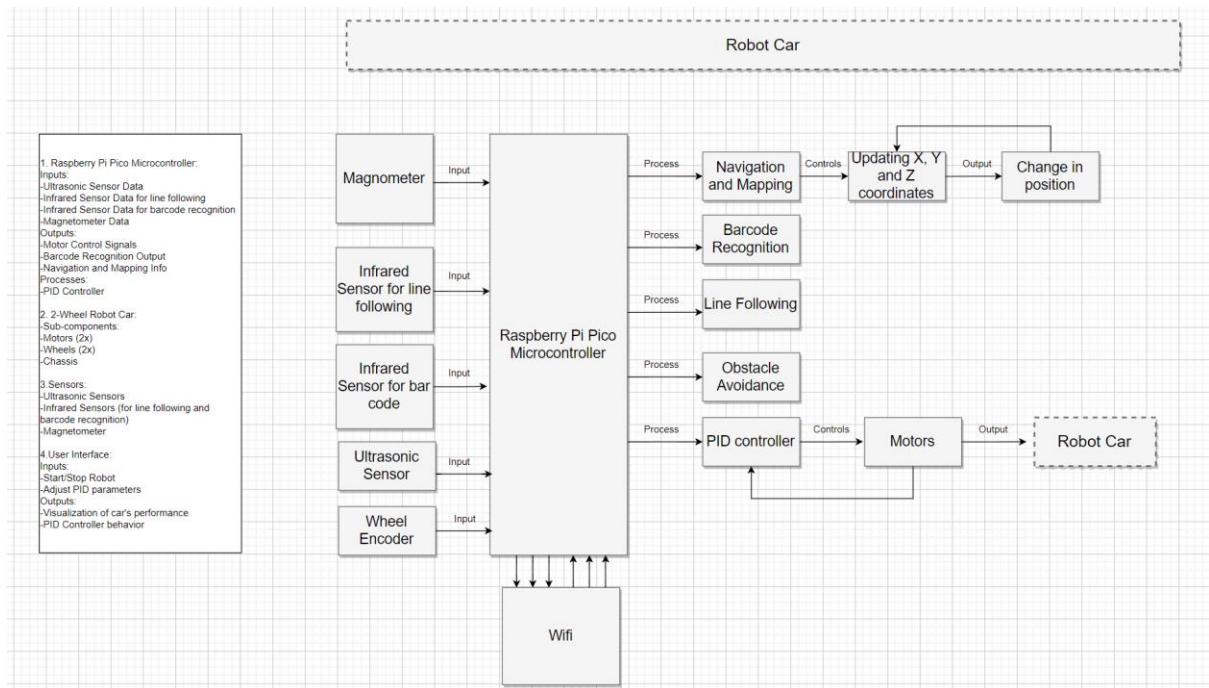 Robot Car
1. Raspberry Pi Pico Microcontroller:
Inputs:
-Ultrasonic Sensor Data
-Infrared Sensor Data for line following
-Infrared Sensor Data for barcode recognition
-Magnetometer Data
Outputs:
-Motor Control Signals
-Barcode Recognition Output
-Navigation and Mapping Info
Processes:
-PID Controller
2. 2-Wheel Robot Car:
-Sub-components:
-Motors (2x)
-Wheels (2x)
-Chassis
3.Sensors:
-Ultrasonic Sensors
-Infrared Sensors (for line following and
barcode recognition)
-Magnetometer
4.User Interface:
Inputs:
-Start/Stop Robot
-Adjust PID parameters
Outputs:
-Visualization of car's performance
-PID Controller behavior
Magnometer
Input
Infrared
Sensor for line
following
Input
Infrared
Sensor for bar
code
Input
Ultrasonic
Sensor
Input
Wheel
Encoder
Input
Raspberry Pi Pico
Microcontroller
Wifi
Process
Navigation
and Mapping
Controls
Updating X, Y
and Z
coordinates
Output
Change in
position
Process
Barcode
Recognition
Process
Line Following
Process
Obstacle
Avoidance
Process
PID controller
Controls
Motors
Output
Robot Car